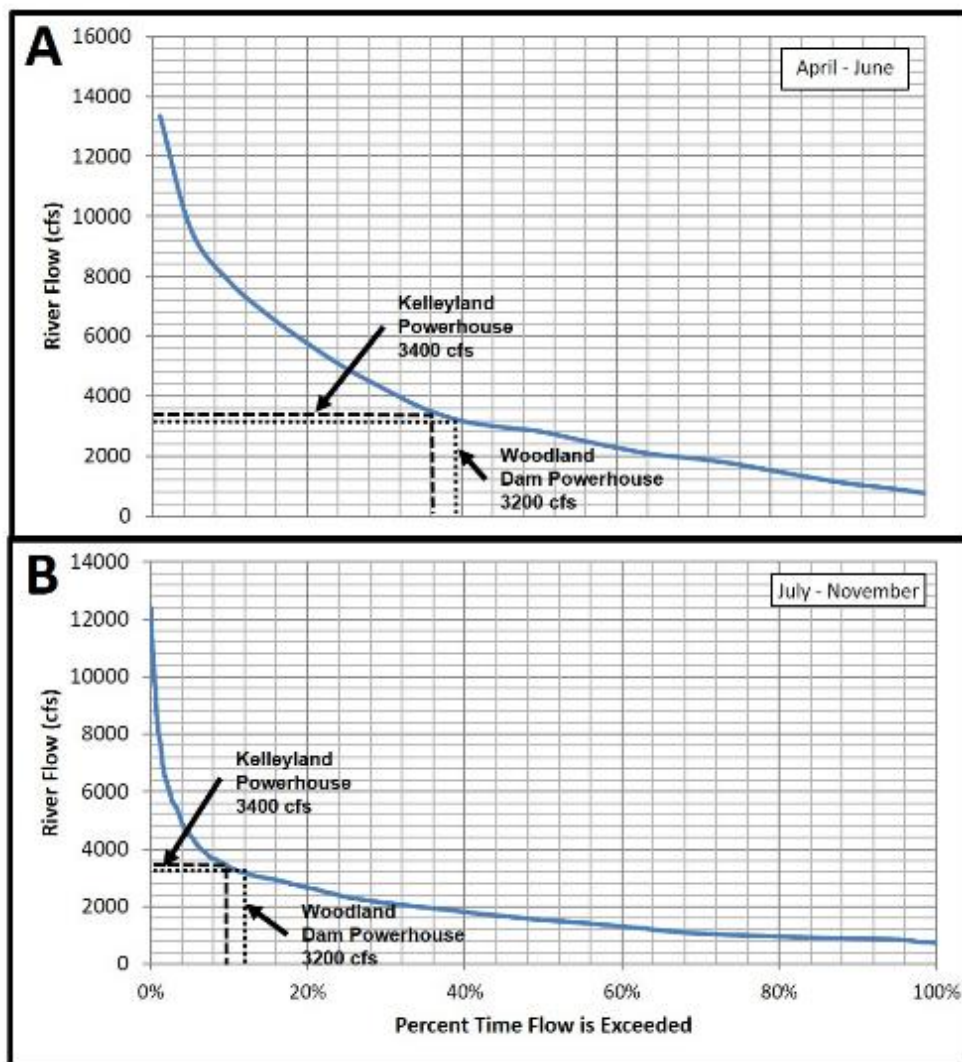 A
16000
14000
12000
10000
8000
6000
4000
2000
0
River Flow (cfs)
April - June
Kelleyland
Powerhouse
3400 cfs
Woodland
Dam Powerhouse
3200 cfs
B
14000
12000
10000
8000
6000
4000
2000
0
River Flow (cfs)
July - November
Kelleyland
Powerhouse
3400 cfs
Woodland
Dam Powerhouse
3200 cfs
0%
20%
40%
60%
80%
100%
Percent Time Flow is Exceeded